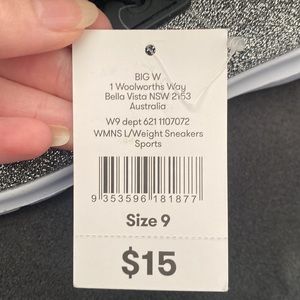 BIG W
1 Woolworths Way
Bella Vista NSW 2153
Australia
W9 dept 621 1107072
WMNS L/Weight Sneakers
Sports
9 353596 181877
Size 9
$15